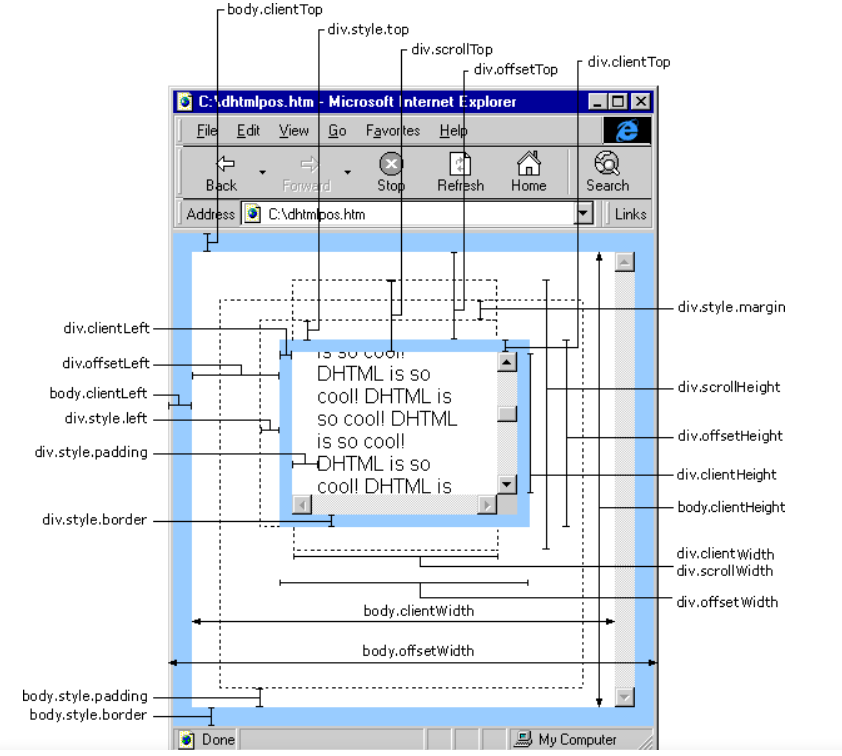 body.clientTop
div.style.top
div.scrollTop
div.offsetTop
div.clientTop
C:\dhtmlpos.htm - Microsoft Internet Explorer
File Edit View Go Favorites Help
Back Forward Stop Refresh Home Search
Address C:\dhtmlpos.htm Links
div.style.margin
div.clientLeft
div.offsetLeft
body.clientLeft
div.style.left
div.style.padding
div.style.border
is so cool!
DHTML is so
cool! DHTML is
so cool! DHTML
is so cool!
DHTML is so
cool! DHTML is
div.scrollHeight
div.offsetHeight
div.clientHeight
body.clientHeight
div.clientWidth
div.scrollWidth
div.offsetWidth
body.clientWidth
body.offsetWidth
body.style.padding
body.style.border
Done My Computer